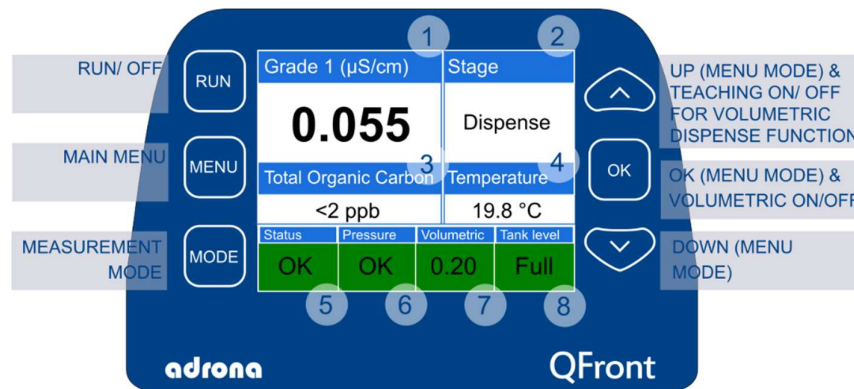 1
2
RUN/ OFF
RUN
Grade 1 (µS/cm)
Stage
UP (MENU MODE) &
TEACHING ON/ OFF
FOR VOLUMETRIC
DISPENSE FUNCTION
0.055
Dispense
MAIN MENU
MENU
3
4
OK
OK (MENU MODE) &
VOLUMETRIC ON/OFF
Total Organic Carbon
Temperature
<2 ppb
19.8 °C
MEASUREMENT
MODE
MODE
Status
Pressure
Volumetric
Tank level
OK
OK
0.20
Full
DOWN (MENU
MODE)
5
6
7
8
adrona
QFront